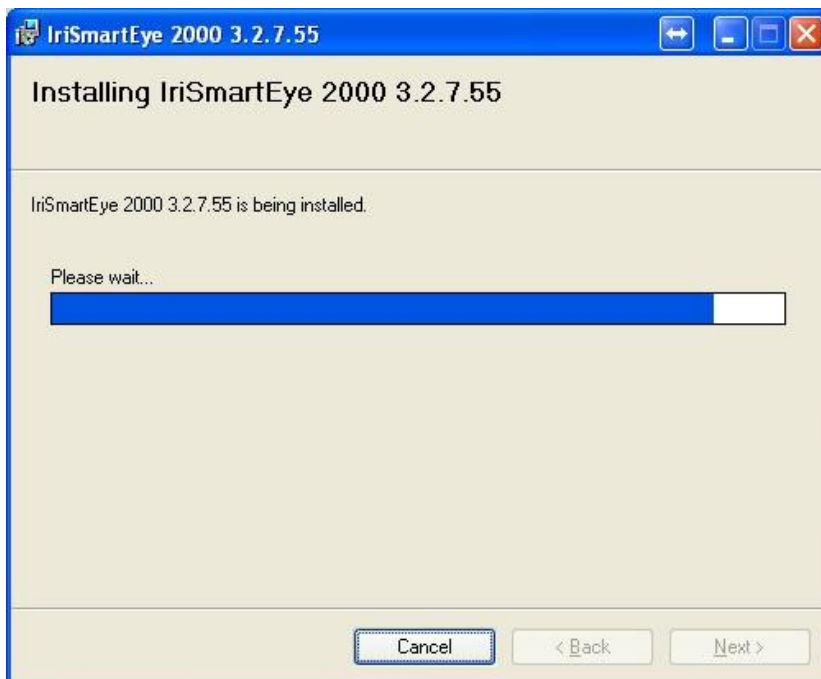 IriSmartEye 2000 3.2.7.55
Installing IriSmartEye 2000 3.2.7.55
IriSmartEye 2000 3.2.7.55 is being installed.
Please wait...
Cancel
< Back
Next >